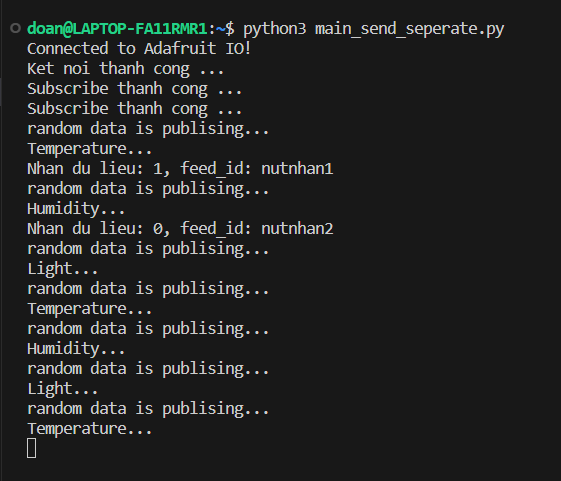 doan@LAPTOP-FA11RMR1:~$ python3 main_send_seperate.py
Connected to Adafruit IO!
Ket noi thanh cong ...
Subscribe thanh cong ...
Subscribe thanh cong ...
random data is publising...
Temperature...
Nhan du lieu: 1, feed_id: nutnhan1
random data is publising...
Humidity...
Nhan du lieu: 0, feed_id: nutnhan2
random data is publising...
Light...
random data is publising...
Temperature...
random data is publising...
Humidity...
random data is publising...
Light...
random data is publising...
Temperature...